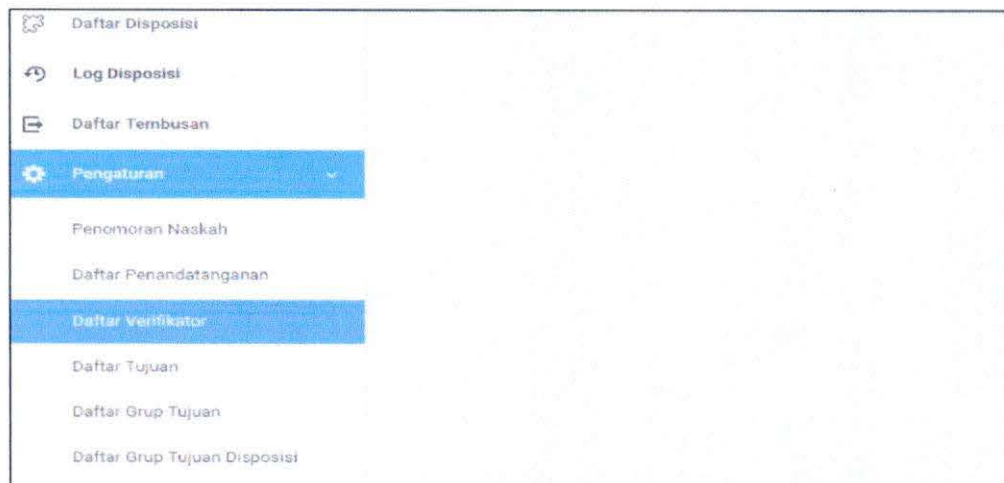 Daftar Disposisi
Log Disposisi
Daftar Tembusan
Pengaturan
Penomoran Naskah
Daftar Penandatanganan
Daftar Verifikator
Daftar Tujuan
Daftar Grup Tujuan
Daftar Grup Tujuan Disposisi